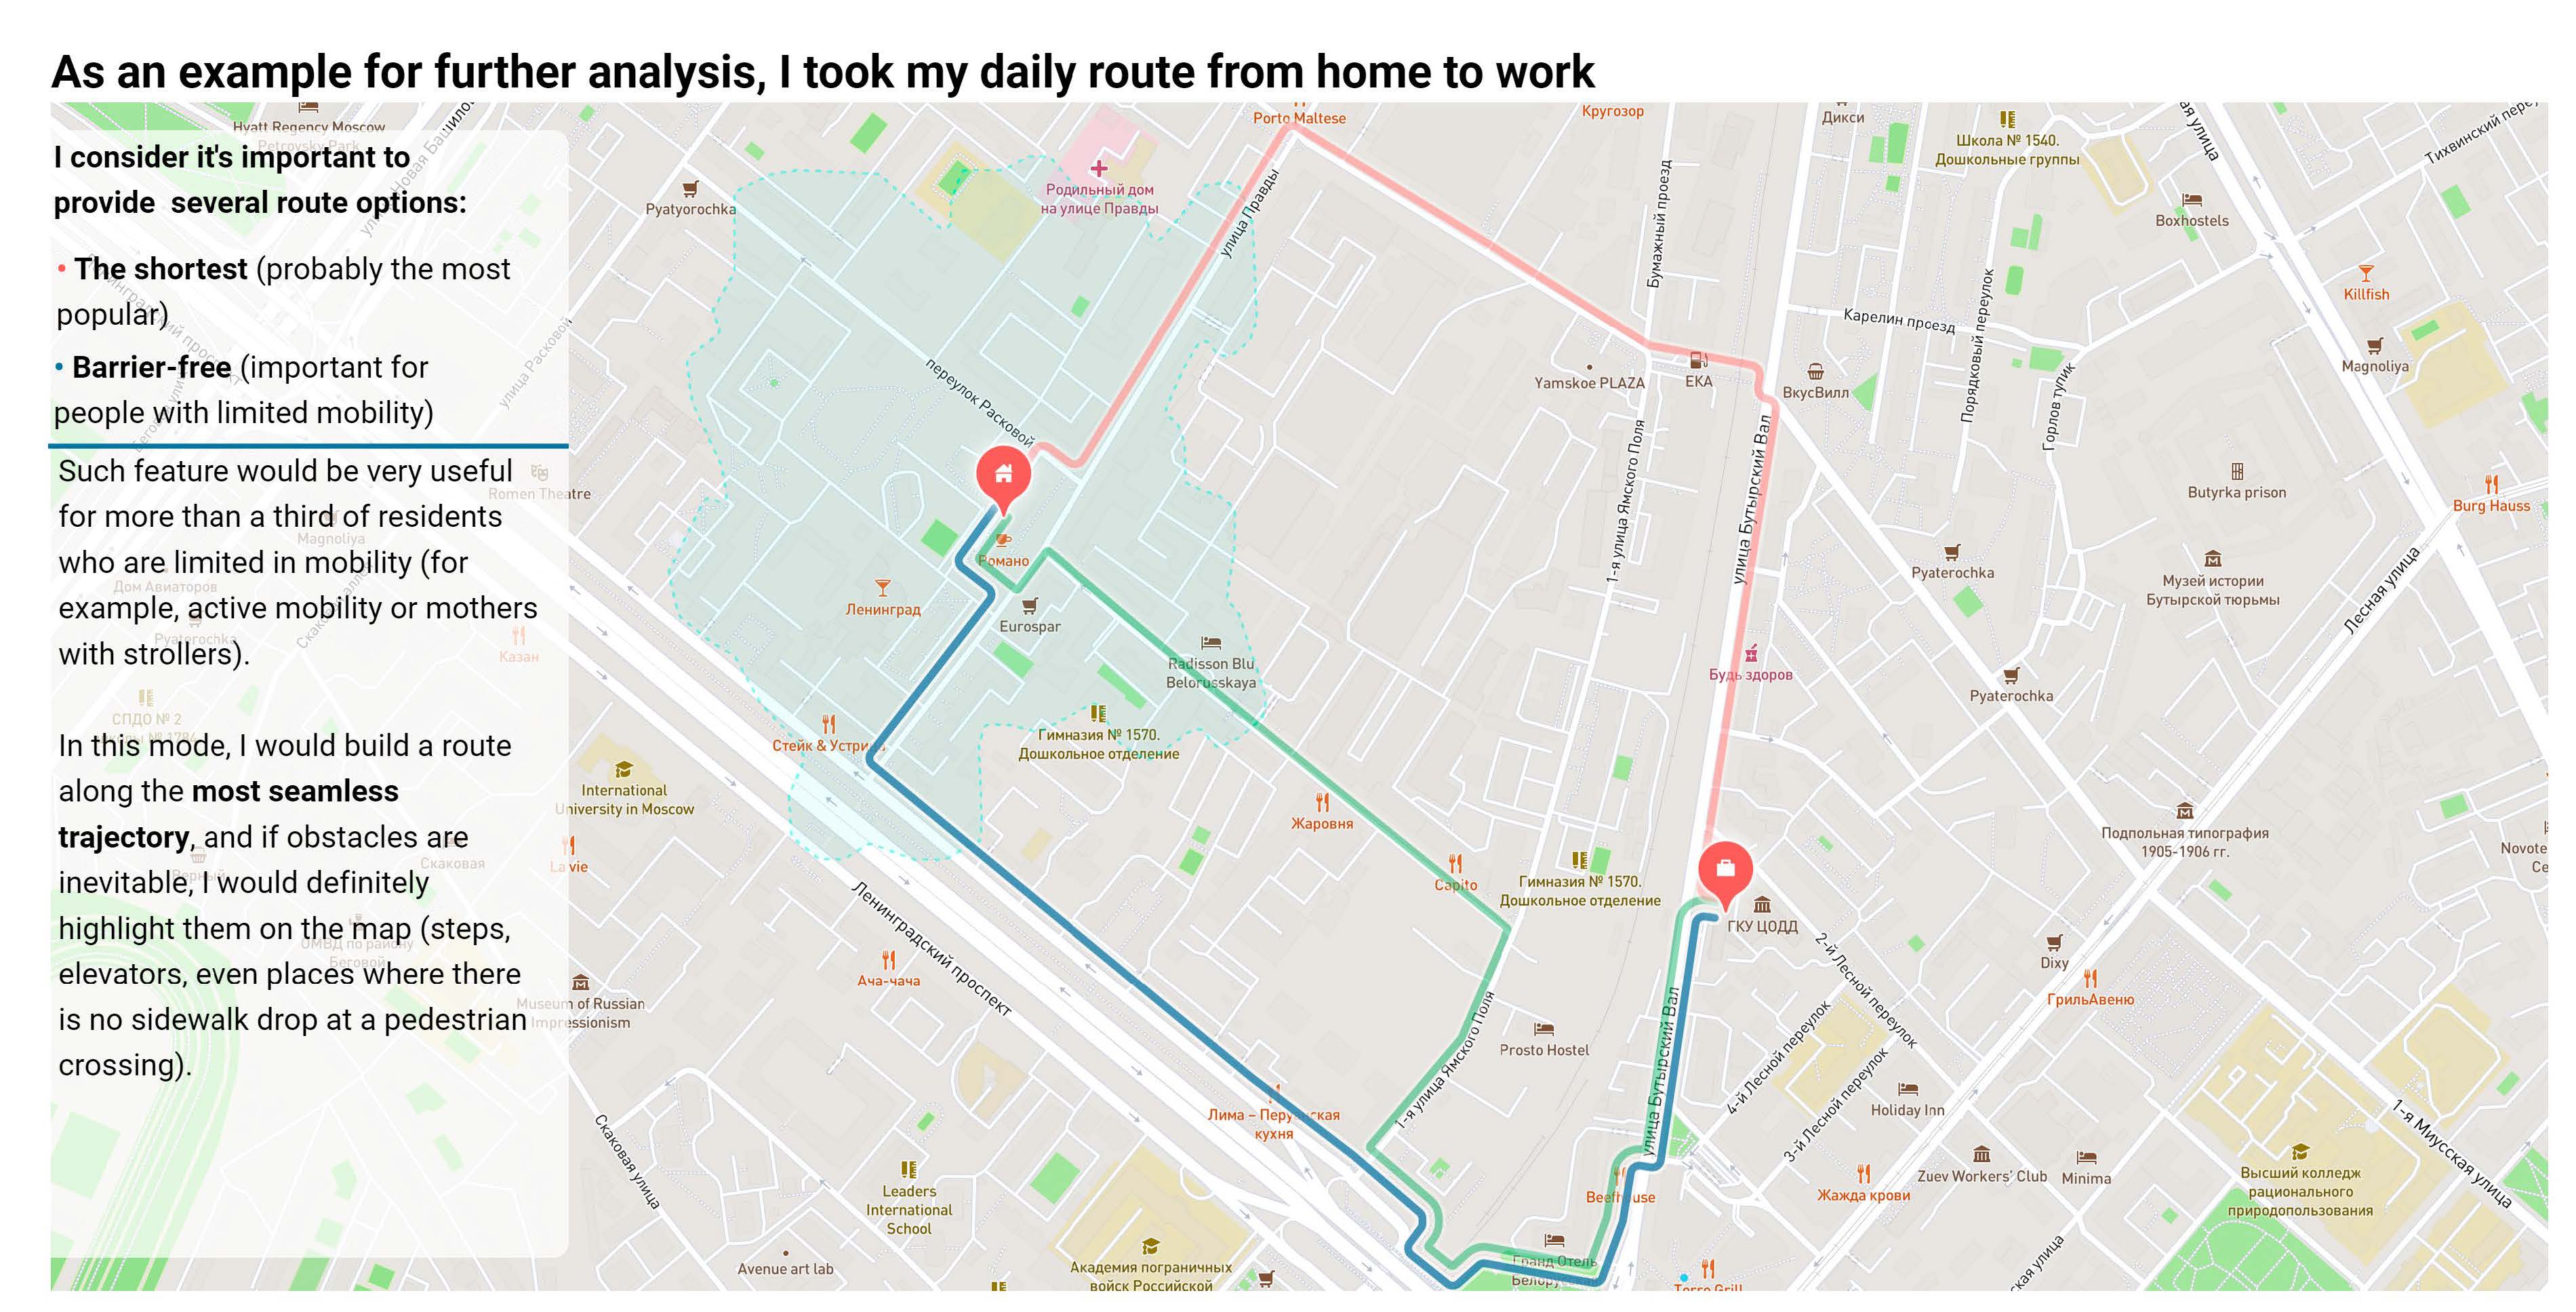 As an example for further analysis, I took my daily route from home to work
I consider it's important to
provide several route options:
• The shortest (probably the most
popular)
• Barrier-free (important for
people with limited mobility)
Such feature would be very useful
for more than a third of residents
who are limited in mobility (for
example, active mobility or mothers
with strollers).
In this mode, I would build a route
along the most seamless
trajectory, and if obstacles are
inevitable, I would definitely
highlight them on the map (steps,
elevators, even places where there
is no sidewalk drop at a pedestrian
crossing).
Hyatt Regency Moscow
Petrovsky Park
улица Расковой
Romen Theatre
Magnoliya
Дом Авиаторов
Pyaterochka
Казан
СПДО № 2
школы № 1784
Верный
Скаковая
ОМВД по району
Беговой
La vie
Museum of Russian
Impressionism
International
University in Moscow
Pyatyorochka
Родильный дом
на улице Правды
Porto Maltese
улица Правды
переулок Расковой
Романо
Ленинград
Eurospar
Radisson Blu
Belorusskaya
Гимназия № 1570.
Дошкольное отделение
Стейк &
Жаровня
Capito
Ленинградский проспект
Ача-чача
Скаковая улица
Leaders
International
School
Avenue art lab
Академия пограничных
войск Российской
кухня
1-я улица Ямского Поля
Prosto Hostel
Гимназия № 1570.
Дошкольное отделение
Гранд Отель
улица Бутырский Вал
ГКУ ЦОДД
Кругозор
Бумажный проезд
Yamskoe PLAZA
ЕКА
1-я улица Ямского Поля
улица Бутырский Вал
Будь здоров
Дикси
ВкусВилл
Карелин проезд
Порядковый переулок
Горлов тупик
Школа № 1540.
Дошкольные группы
Boxhostels
Killfish
Magnoliya
Butyrka prison
Burg Hauss
Pyaterochka
Музей истории
Бутырской тюрьмы
Лесная улица
Pyaterochka
Подпольная типография
1905-1906 гг.
2-й Лесной переулок
Dixy
ГрильАвеню
4-й Лесной переулок
3-й Лесной переулок
Holiday Inn
Zuev Workers' Club
Minima
Жажда крови
Высший колледж
рационального
природопользования
1-я Миусская улица